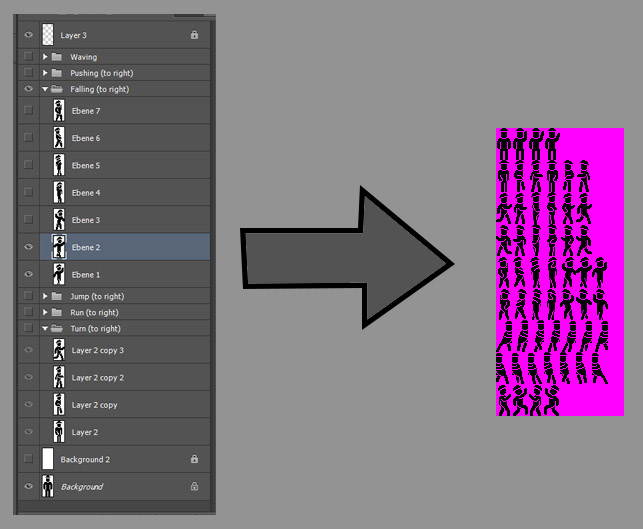 Layer 3
Waving
Pushing (to right)
Falling (to right)
Ebene 7
Ebene 6
Ebene 5
Ebene 4
Ebene 3
Ebene 2
Ebene 1
Jump (to right)
Run (to right)
Turn (to right)
Layer 2 copy 3
Layer 2 copy 2
Layer 2 copy
Layer 2
Background 2
Background